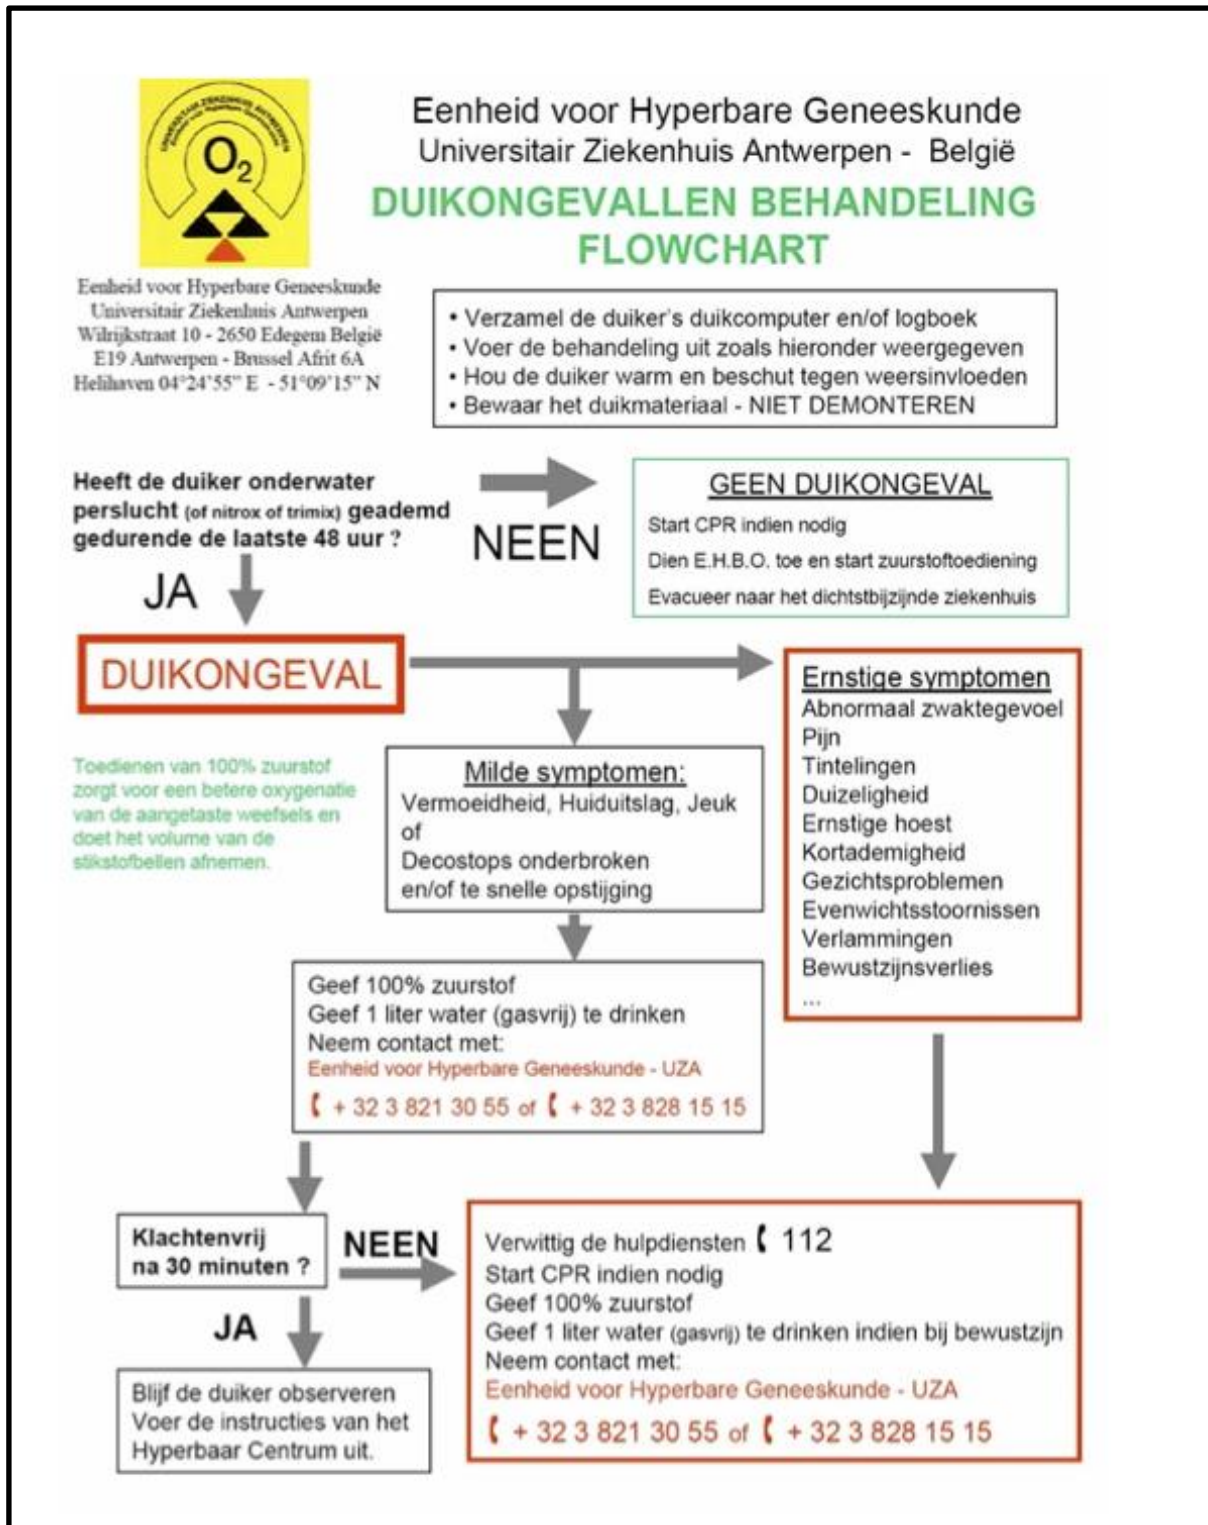 UNIVERSITAIR ZIEKENHUIS ANTWERPEN
Eenheid voor Hyperbare Geneeskunde
O2
Eenheid voor Hyperbare Geneeskunde
Universitair Ziekenhuis Antwerpen
Wilrijkstraat 10 - 2650 Edegem België
E19 Antwerpen - Brussel Afrit 6A
Helihaven 04°24'55" E - 51°09'15" N
Eenheid voor Hyperbare Geneeskunde
Universitair Ziekenhuis Antwerpen - België
DUIKONGEVALLEN BEHANDELING
FLOWCHART
• Verzamel de duiker's duikcomputer en/of logboek
• Voer de behandeling uit zoals hieronder weergegeven
• Hou de duiker warm en beschut tegen weersinvloeden
• Bewaar het duikmateriaal - NIET DEMONTEREN
Heeft de duiker onderwater
perslucht (of nitrox of trimix) geademd
gedurende de laatste 48 uur ?
NEEN
GEEN DUIKONGEVAL
Start CPR indien nodig
Dien E.H.B.O. toe en start zuurstoftoediening
Evacueer naar het dichtstbijzijnde ziekenhuis
JA
DUIKONGEVAL
Toedienen van 100% zuurstof
zorgt voor een betere oxygenatie
van de aangetaste weefsels en
doet het volume van de
stikstofbellen afnemen.
Milde symptomen:
Vermoeidheid, Huiduitslag, Jeuk
of
Decostops onderbroken
en/of te snelle opstijging
Ernstige symptomen
Abnormaal zwaktegevoel
Pijn
Tintelingen
Duizeligheid
Ernstige hoest
Kortademigheid
Gezichtsproblemen
Evenwichtsstoornissen
Verlammingen
Bewustzijnsverlies
...
Geef 100% zuurstof
Geef 1 liter water (gasvrij) te drinken
Neem contact met:
Eenheid voor Hyperbare Geneeskunde - UZA
+ 32 3 821 30 55 of + 32 3 828 15 15
Klachtenvrij
na 30 minuten ?
NEEN
JA
Blijf de duiker observeren
Voer de instructies van het
Hyperbaar Centrum uit.
Verwittig de hulpdiensten 112
Start CPR indien nodig
Geef 100% zuurstof
Geef 1 liter water (gasvrij) te drinken indien bij bewustzijn
Neem contact met:
Eenheid voor Hyperbare Geneeskunde - UZA
+ 32 3 821 30 55 of + 32 3 828 15 15